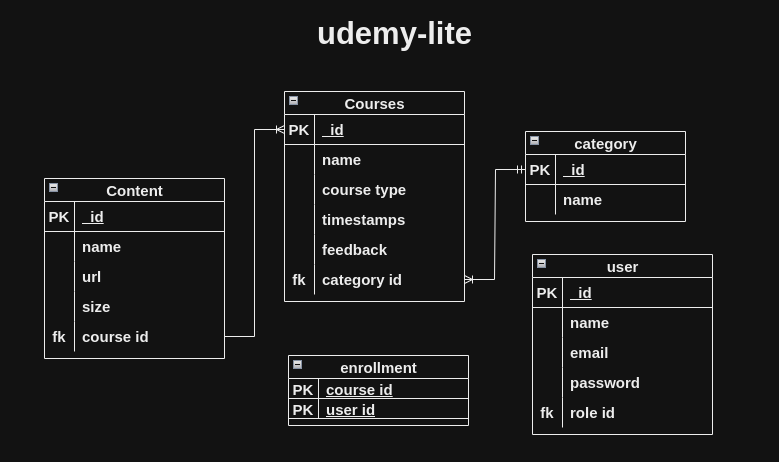 udemy-lite
Courses
PK _id
name
course type
timestamps
feedback
fk category id
category
PK _id
name
Content
PK _id
name
url
size
fk course id
user
PK _id
name
email
password
fk role id
enrollment
PK course id
PK user id